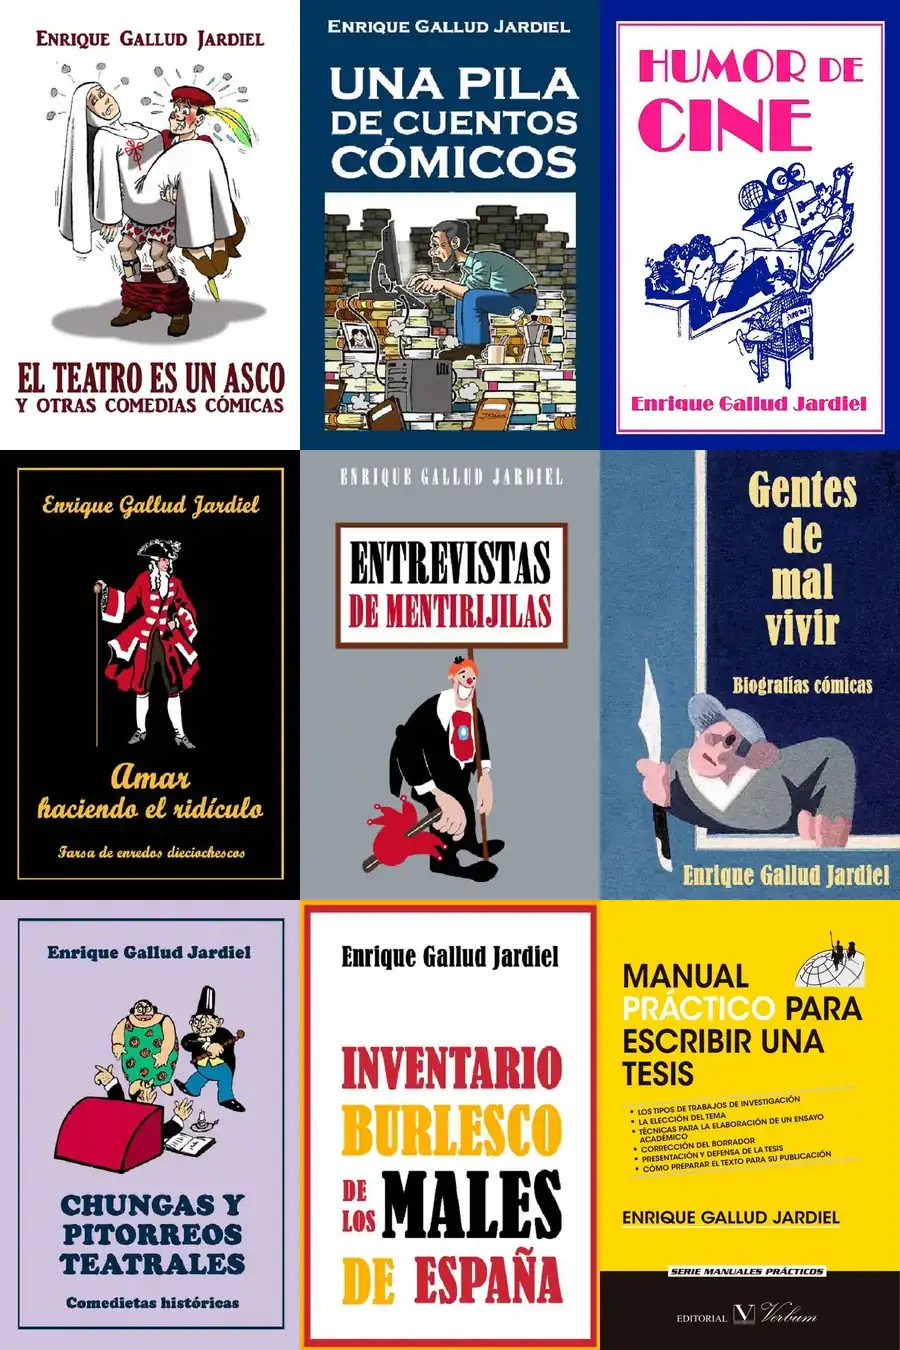 ENRIQUE GALLUD JARDIEL
EL TEATRO ES UN ASCO
Y OTRAS COMEDIAS CÓMICAS
ENRIQUE GALLUD JARDIEL
UNA PILA
DE CUENTOS
CÓMICOS
HUMOR DE
CINE
Enrique Gallud Jardiel
Enrique Gallud Jardiel
Amar
haciendo el ridículo
Farsa de enredos dieciochescos
ENRIQUE GALLUD JARDIEL
ENTREVISTAS
DE MENTIRIJILAS
Gentes
de
mal
vivir
Biografías cómicas
Enrique Gallud Jardiel
Enrique Gallud Jardiel
CHUNGAS Y
PITORREOS
TEATRALES
Comedietas históricas
Enrique Gallud Jardiel
INVENTARIO
BURLESCO
DE LOS MALES
DE ESPAÑA
MANUAL
PRÁCTICO PARA
ESCRIBIR UNA
TESIS
• LOS TIPOS DE TRABAJOS DE INVESTIGACIÓN
• LA ELECCIÓN DEL TEMA
• TÉCNICAS PARA LA ELABORACIÓN DE UN ENSAYO
ACADÉMICO
• CORRECCIÓN DEL BORRADOR
• PRESENTACIÓN Y DEFENSA DE LA TESIS
• CÓMO PREPARAR EL TEXTO PARA SU PUBLICACIÓN
ENRIQUE GALLUD JARDIEL
SERIE MANUALES PRÁCTICOS
EDITORIAL V Verbum